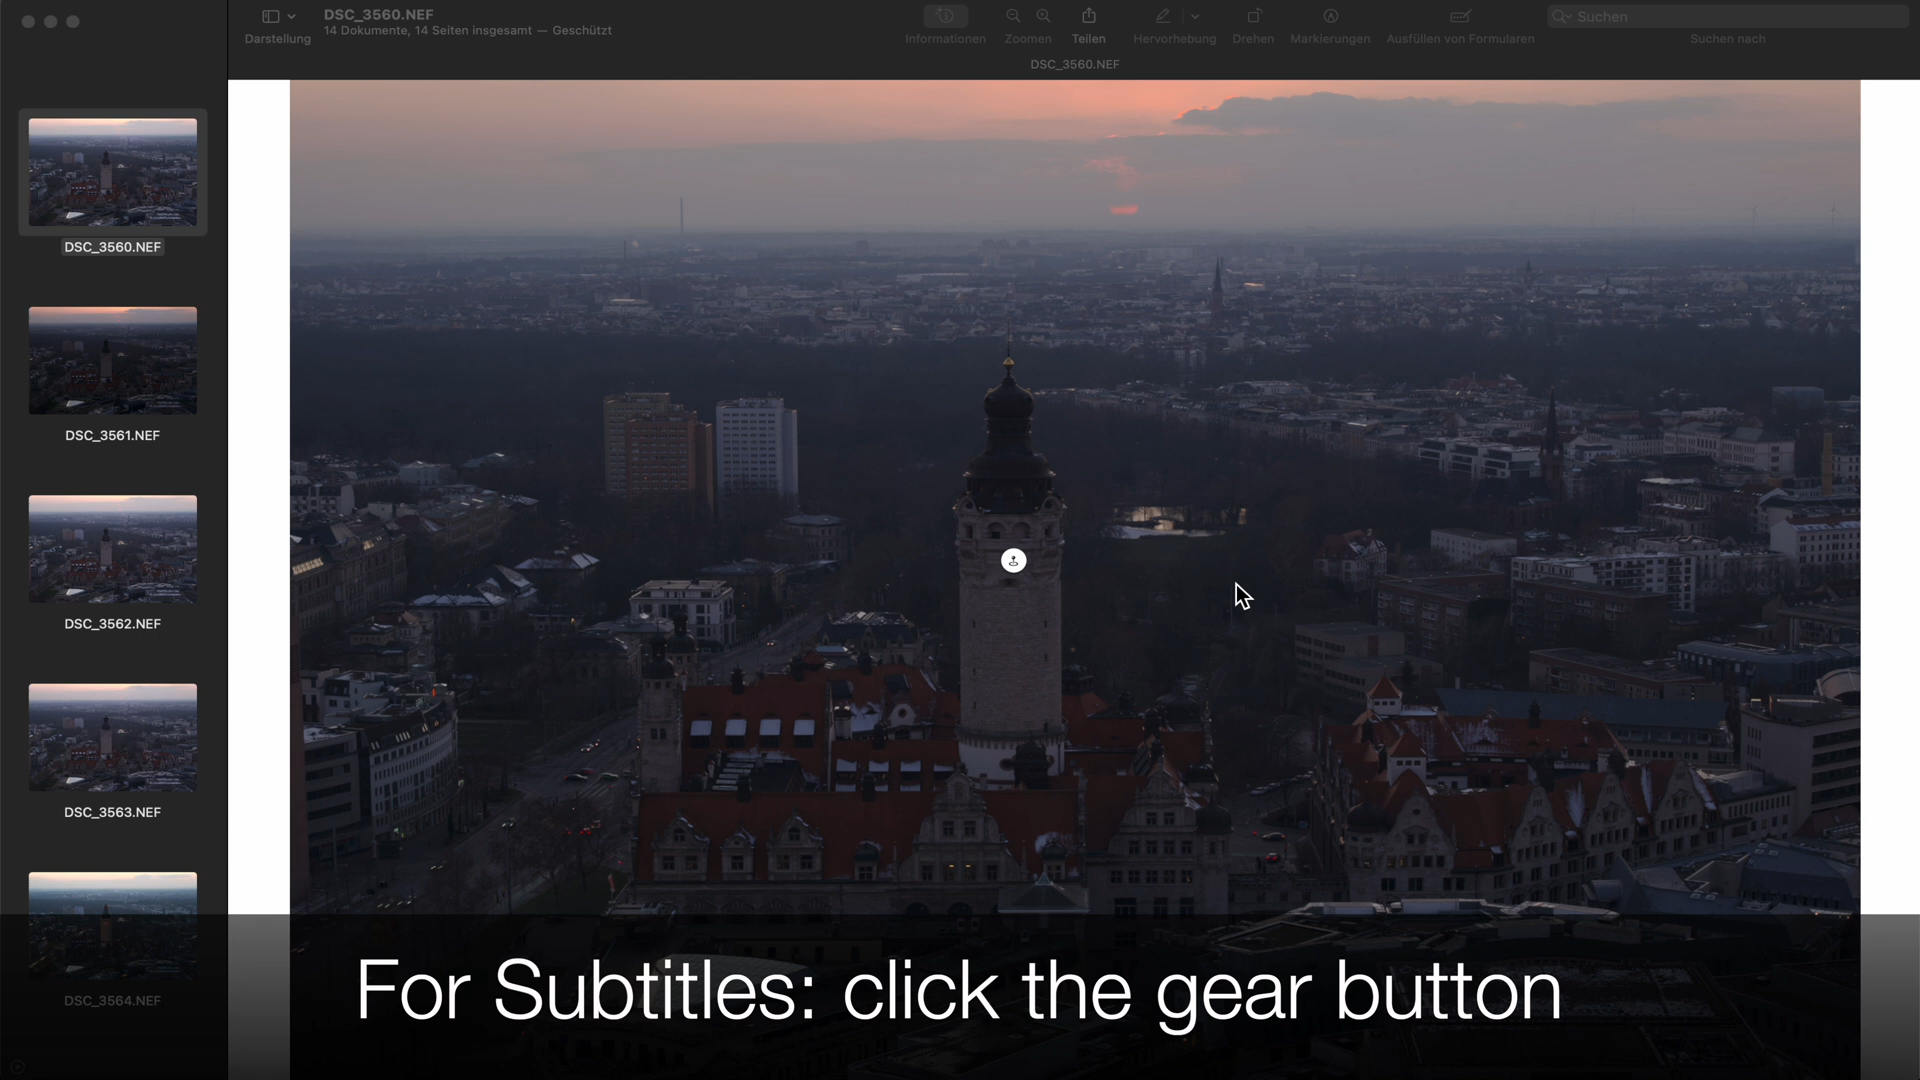 DSC_3560.NEF
14 Dokumente, 14 Seiten insgesamt — Geschützt
Darstellung
Informationen
Zoomen
Teilen
Hervorhebung
Drehen
Markierungen
Ausfüllen von Formularen
Suchen
Suchen nach
DSC_3560.NEF
DSC_3560.NEF
DSC_3561.NEF
DSC_3562.NEF
DSC_3563.NEF
DSC_3564.NEF
For Subtitles: click the gear button